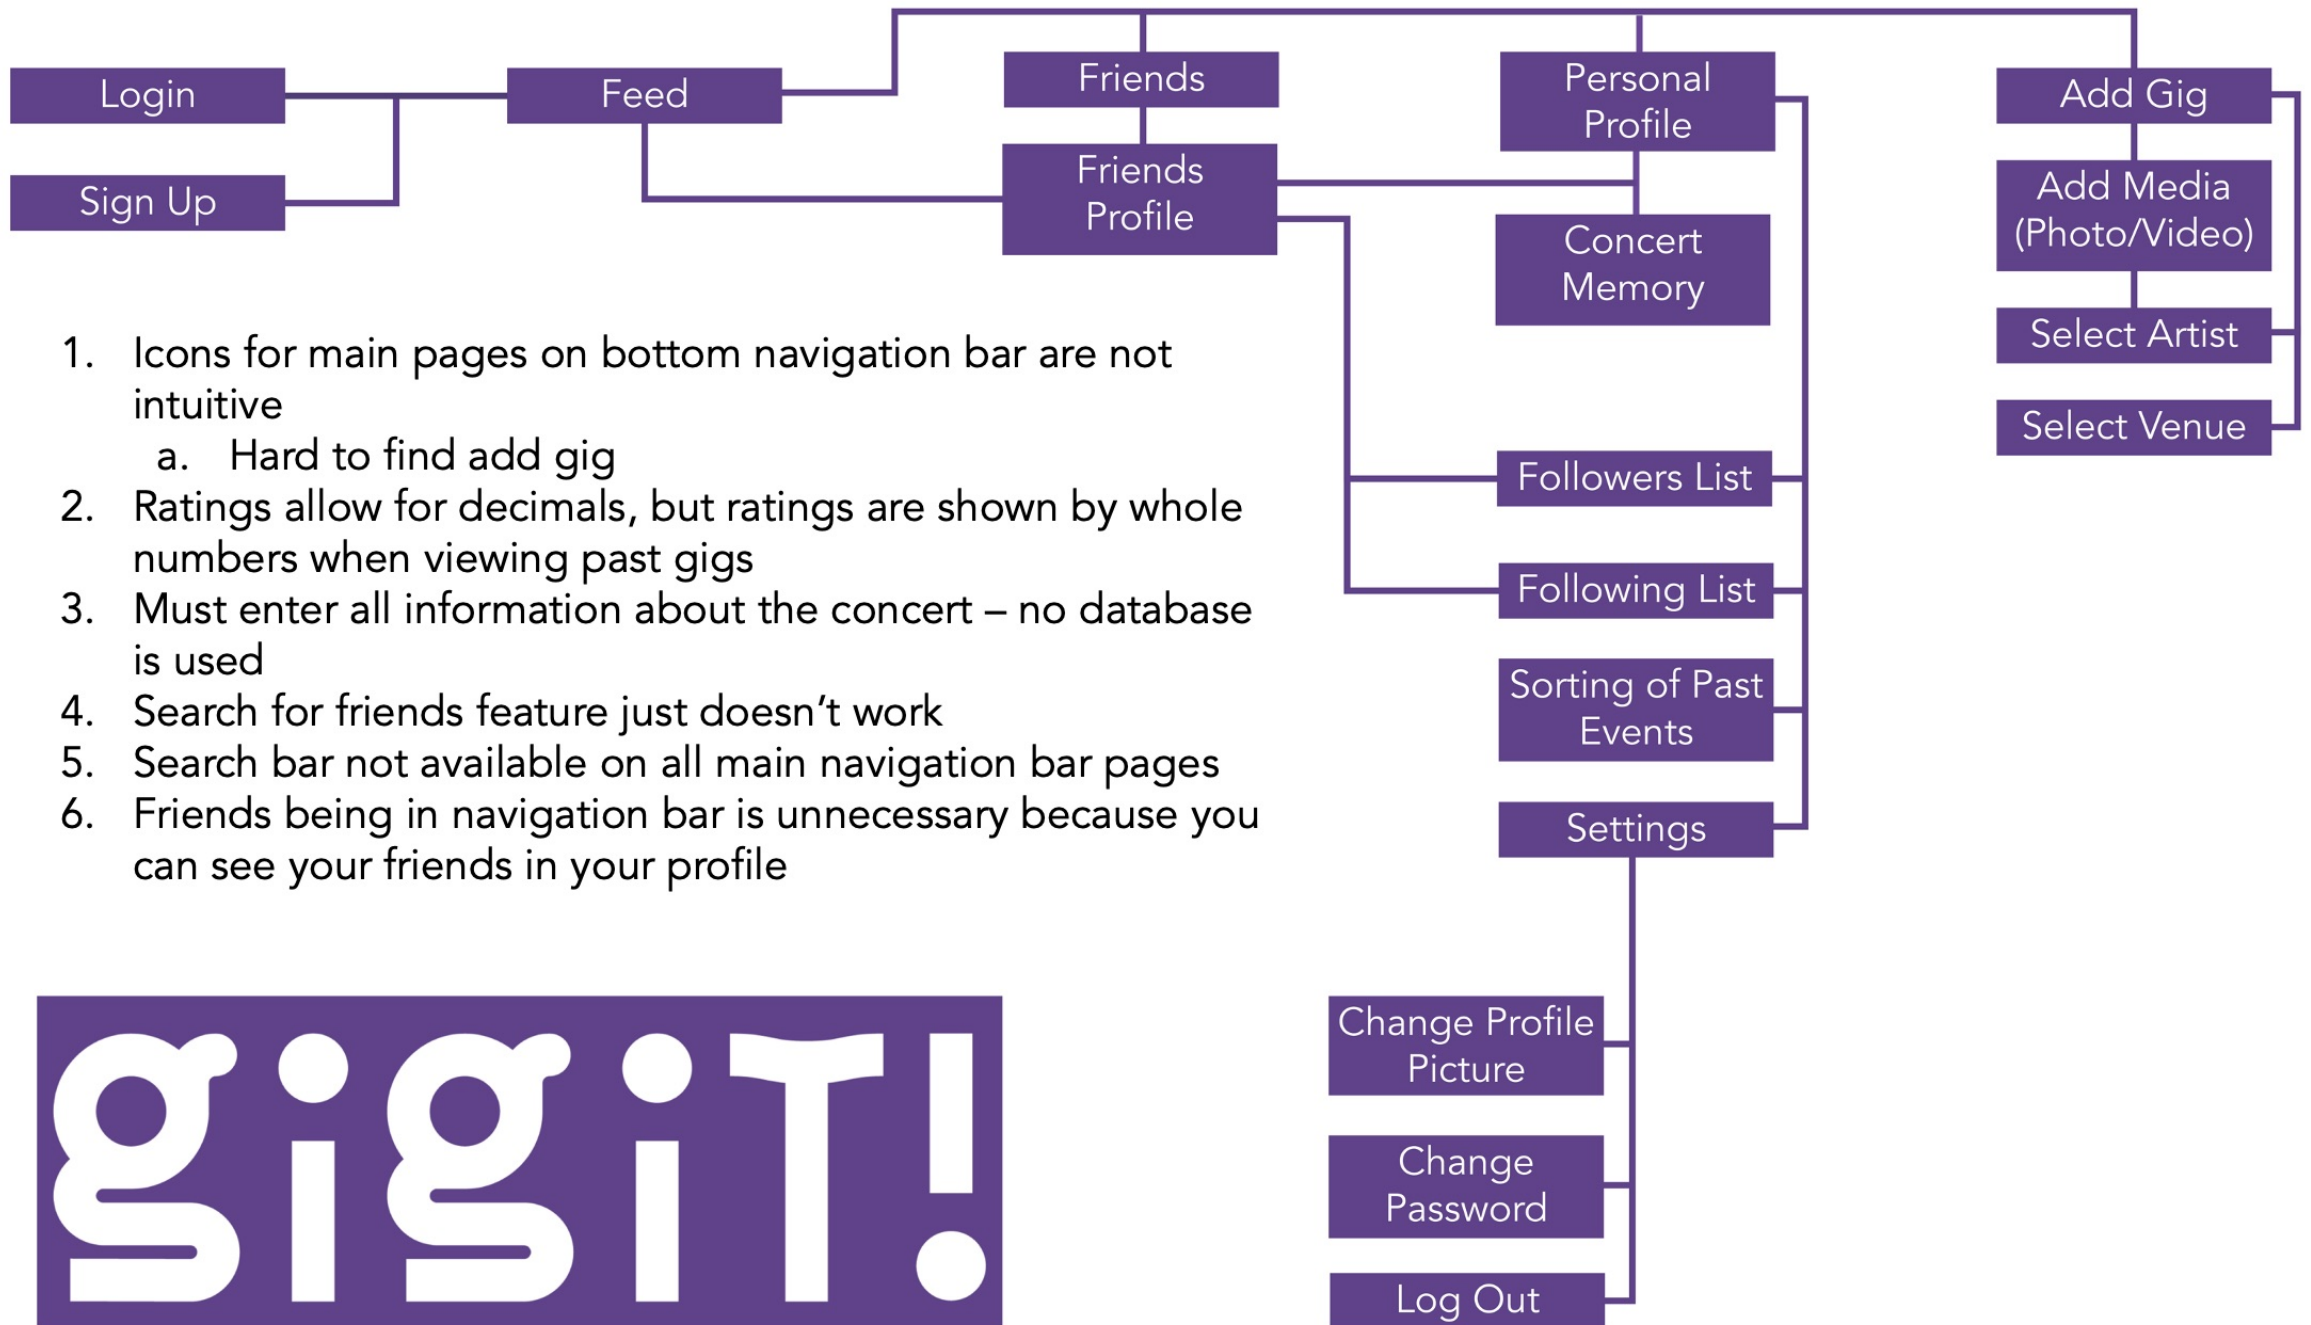 Login
Sign Up
Feed
Friends
Friends
Profile
Personal
Profile
Concert
Memory
Add Gig
Add Media
(Photo/Video)
Select Artist
Select Venue
Followers List
Following List
Sorting of Past
Events
Settings
Change Profile
Picture
Change
Password
Log Out
1. Icons for main pages on bottom navigation bar are not
intuitive
a. Hard to find add gig
2. Ratings allow for decimals, but ratings are shown by whole
numbers when viewing past gigs
3. Must enter all information about the concert – no database
is used
4. Search for friends feature just doesn’t work
5. Search bar not available on all main navigation bar pages
6. Friends being in navigation bar is unnecessary because you
can see your friends in your profile
gigiT!